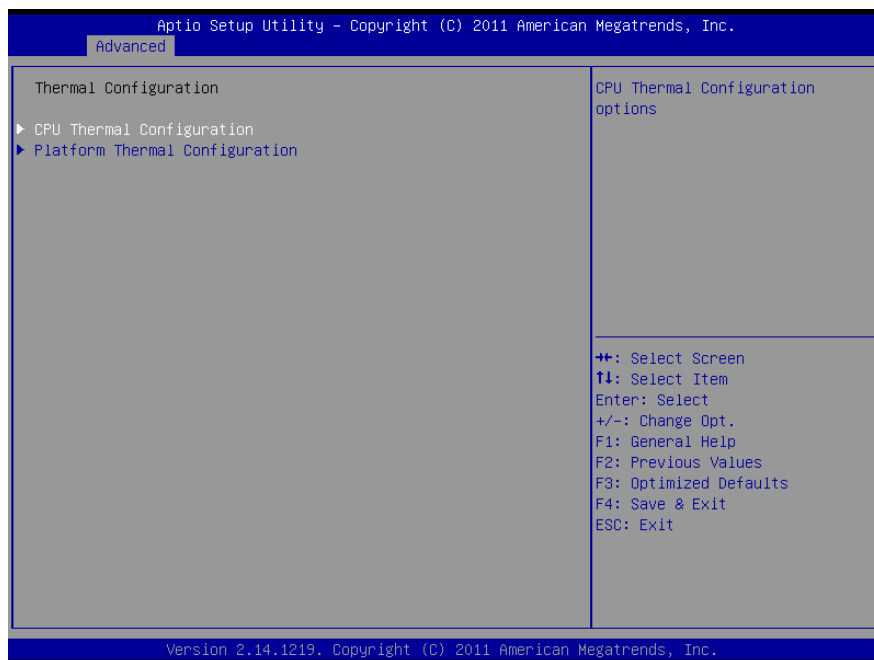 Aptio Setup Utility – Copyright (C) 2011 American Megatrends, Inc.
Advanced
Thermal Configuration
▶ CPU Thermal Configuration
▶ Platform Thermal Configuration
CPU Thermal Configuration
options
→←: Select Screen
↑↓: Select Item
Enter: Select
+/-: Change Opt.
F1: General Help
F2: Previous Values
F3: Optimized Defaults
F4: Save & Exit
ESC: Exit
Version 2.14.1219. Copyright (C) 2011 American Megatrends, Inc.